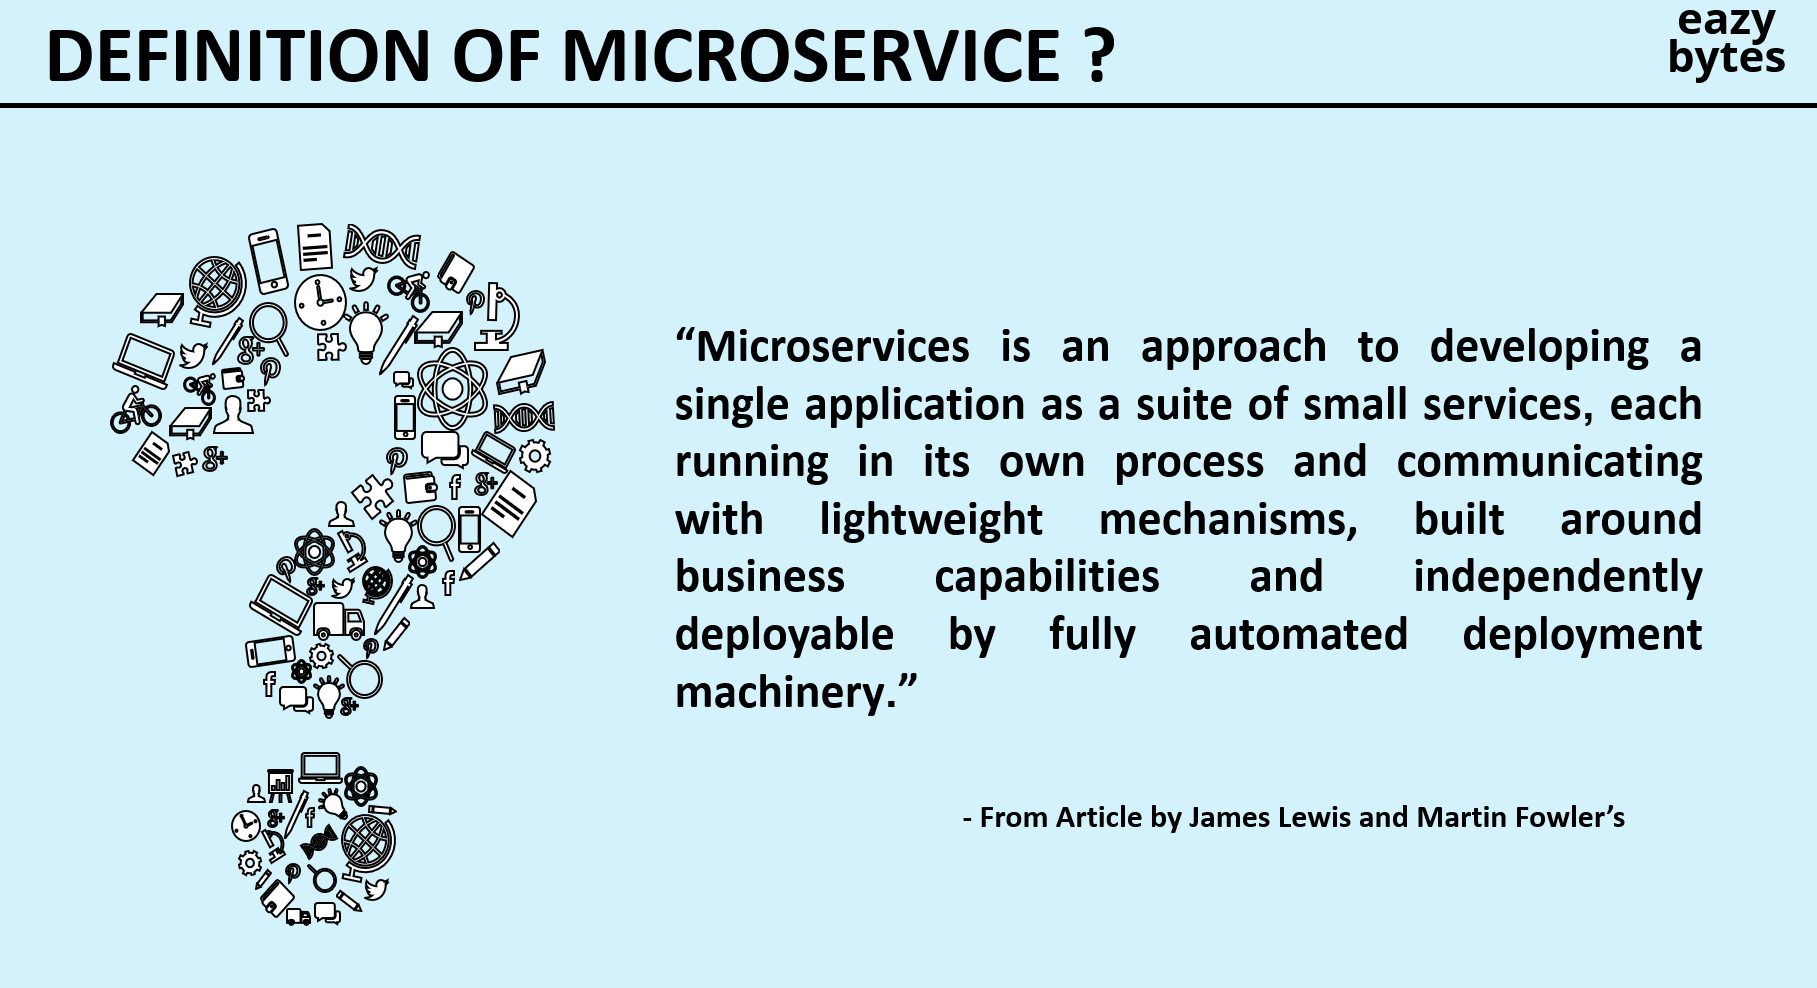 DEFINITION OF MICROSERVICE ?
eazy
bytes
“Microservices is an approach to developing a
single application as a suite of small services, each
running in its own process and communicating
with lightweight mechanisms, built around
business capabilities and independently
deployable by fully automated deployment
machinery.”
- From Article by James Lewis and Martin Fowler’s